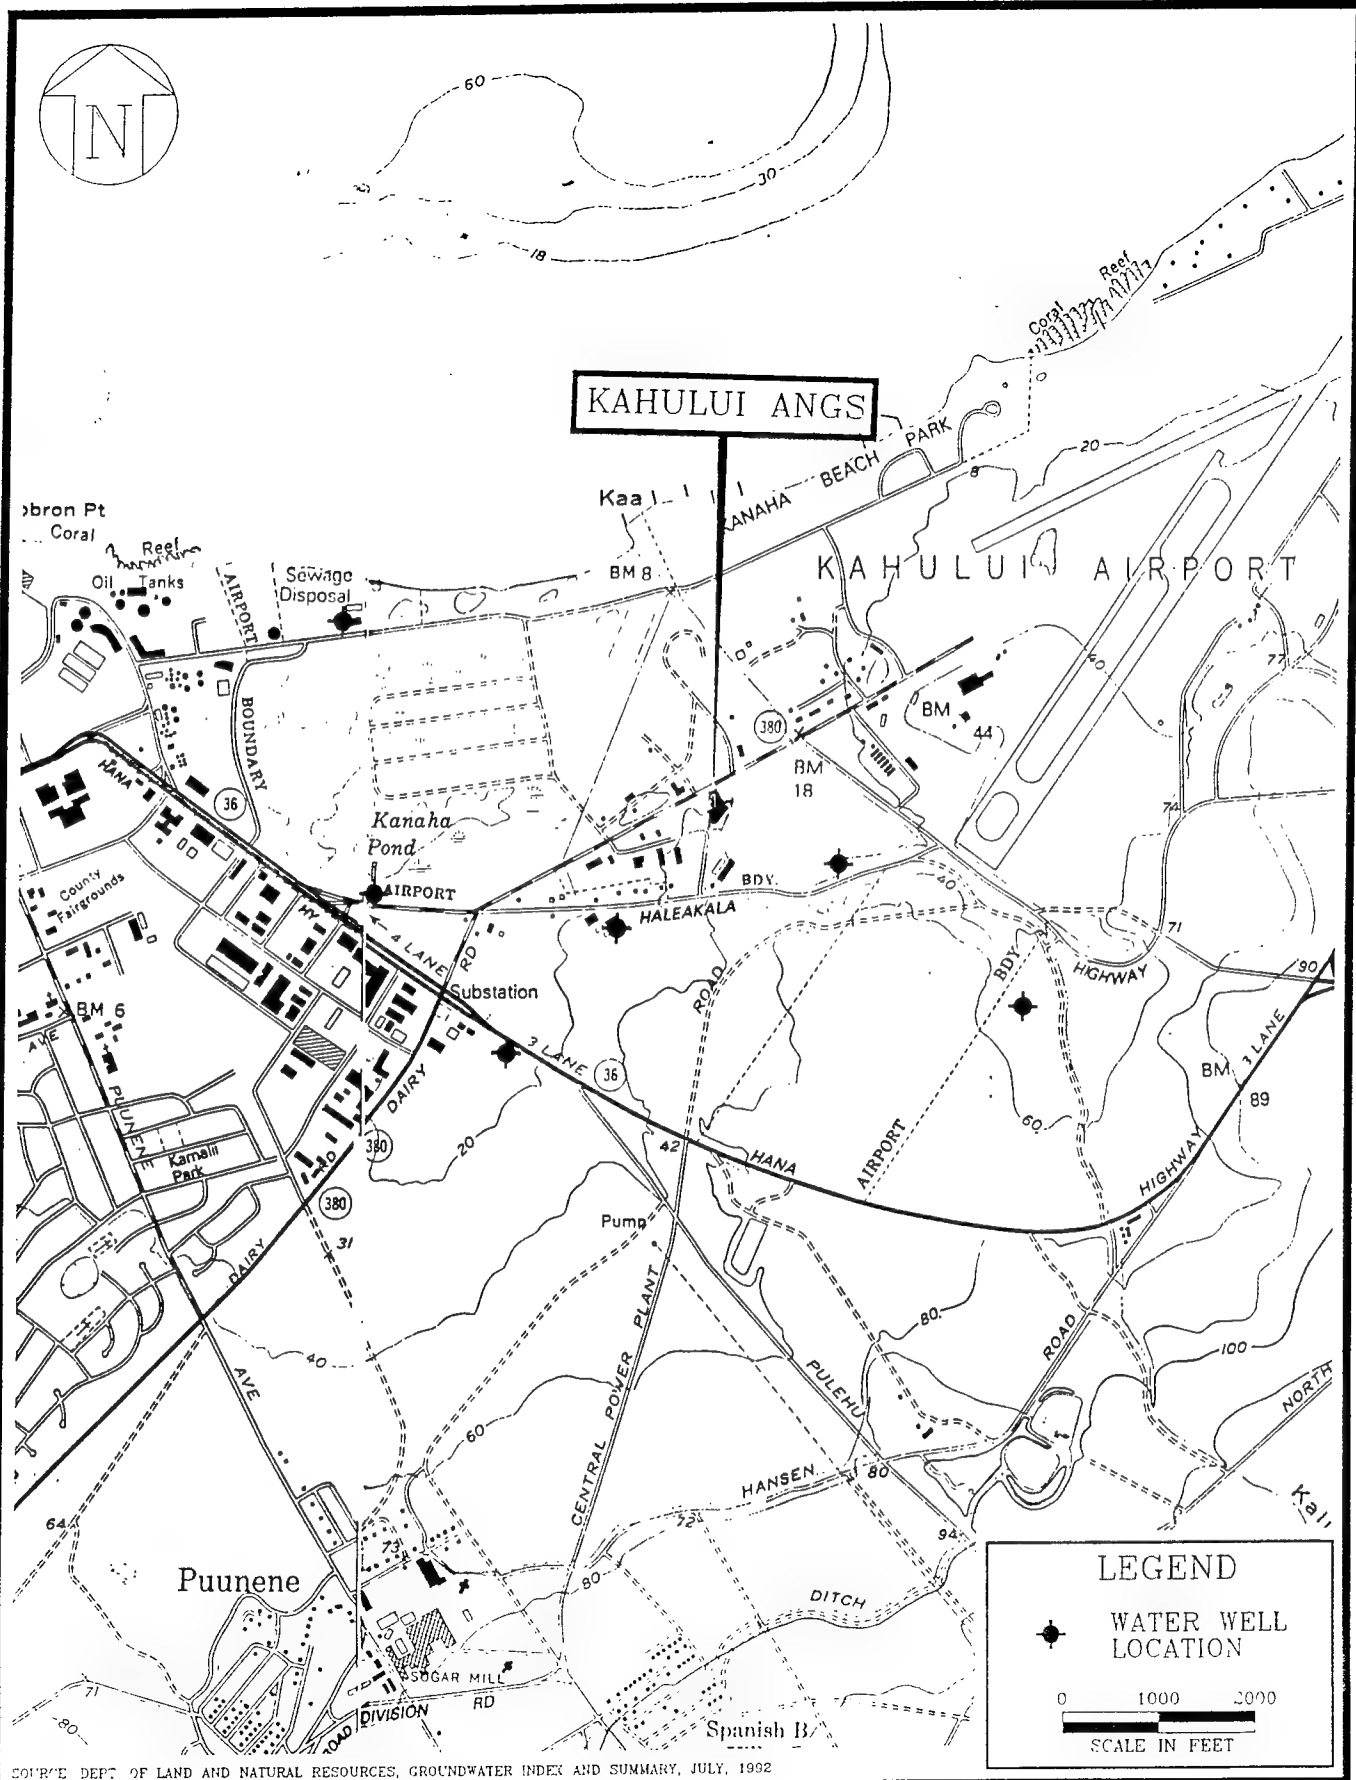 N
60
30
18
Coral Reef
KAHULUI ANGS
KANAHA BEACH PARK
20
8
Kaa
Coral
Reef
Oil Tanks
Sewage
Disposal
AIRPORT
BOUNDARY
BM 8
KAHULUI AIRPORT
40
77
BM
44
380
BM
18
74
HANA
36
Kanaha
Pond
County
Fairgrounds
AIRPORT
BDY
HALEAKALA
40
71
HY
4 LANE
RD
ROAD
BDY
HIGHWAY
90
Substation
BM 6
AVE
3 LANE
36
3 LANE
BM
89
PUUNENE
DAIRY
20
60
380
42
HANA
AIRPORT
HIGHWAY
Kamalii
Park
RD
380
Pump
31
DAIRY
CENTRAL POWER PLANT
80
ROAD
100
40
AVE
PULEHU
NORTH
60
HANSEN
80
64
72
94
73
Puunene
80
DITCH
SUGAR MILL
RD
DIVISION
ROAD
71
80
Spanish
LEGEND
WATER WELL
LOCATION
0 1000 2000
SCALE IN FEET
SOURCE DEPT OF LAND AND NATURAL RESOURCES, GROUNDWATER INDEX AND SUMMARY, JULY, 1992